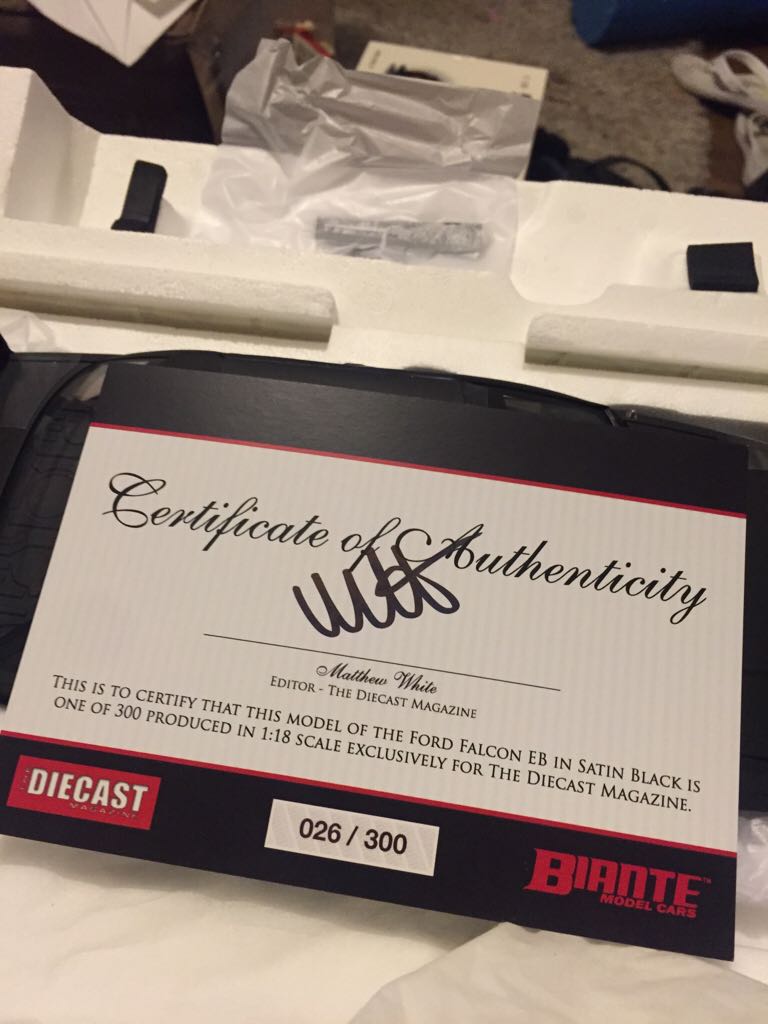 Certificate of Authenticity
Matthew White
Editor - The Diecast Magazine
This is to certify that this model of the Ford Falcon EB in Satin Black is
one of 300 produced in 1:18 scale exclusively for The Diecast Magazine.
THE
DIECAST
MAGAZINE
026 / 300
BIANTE™
MODEL CARS